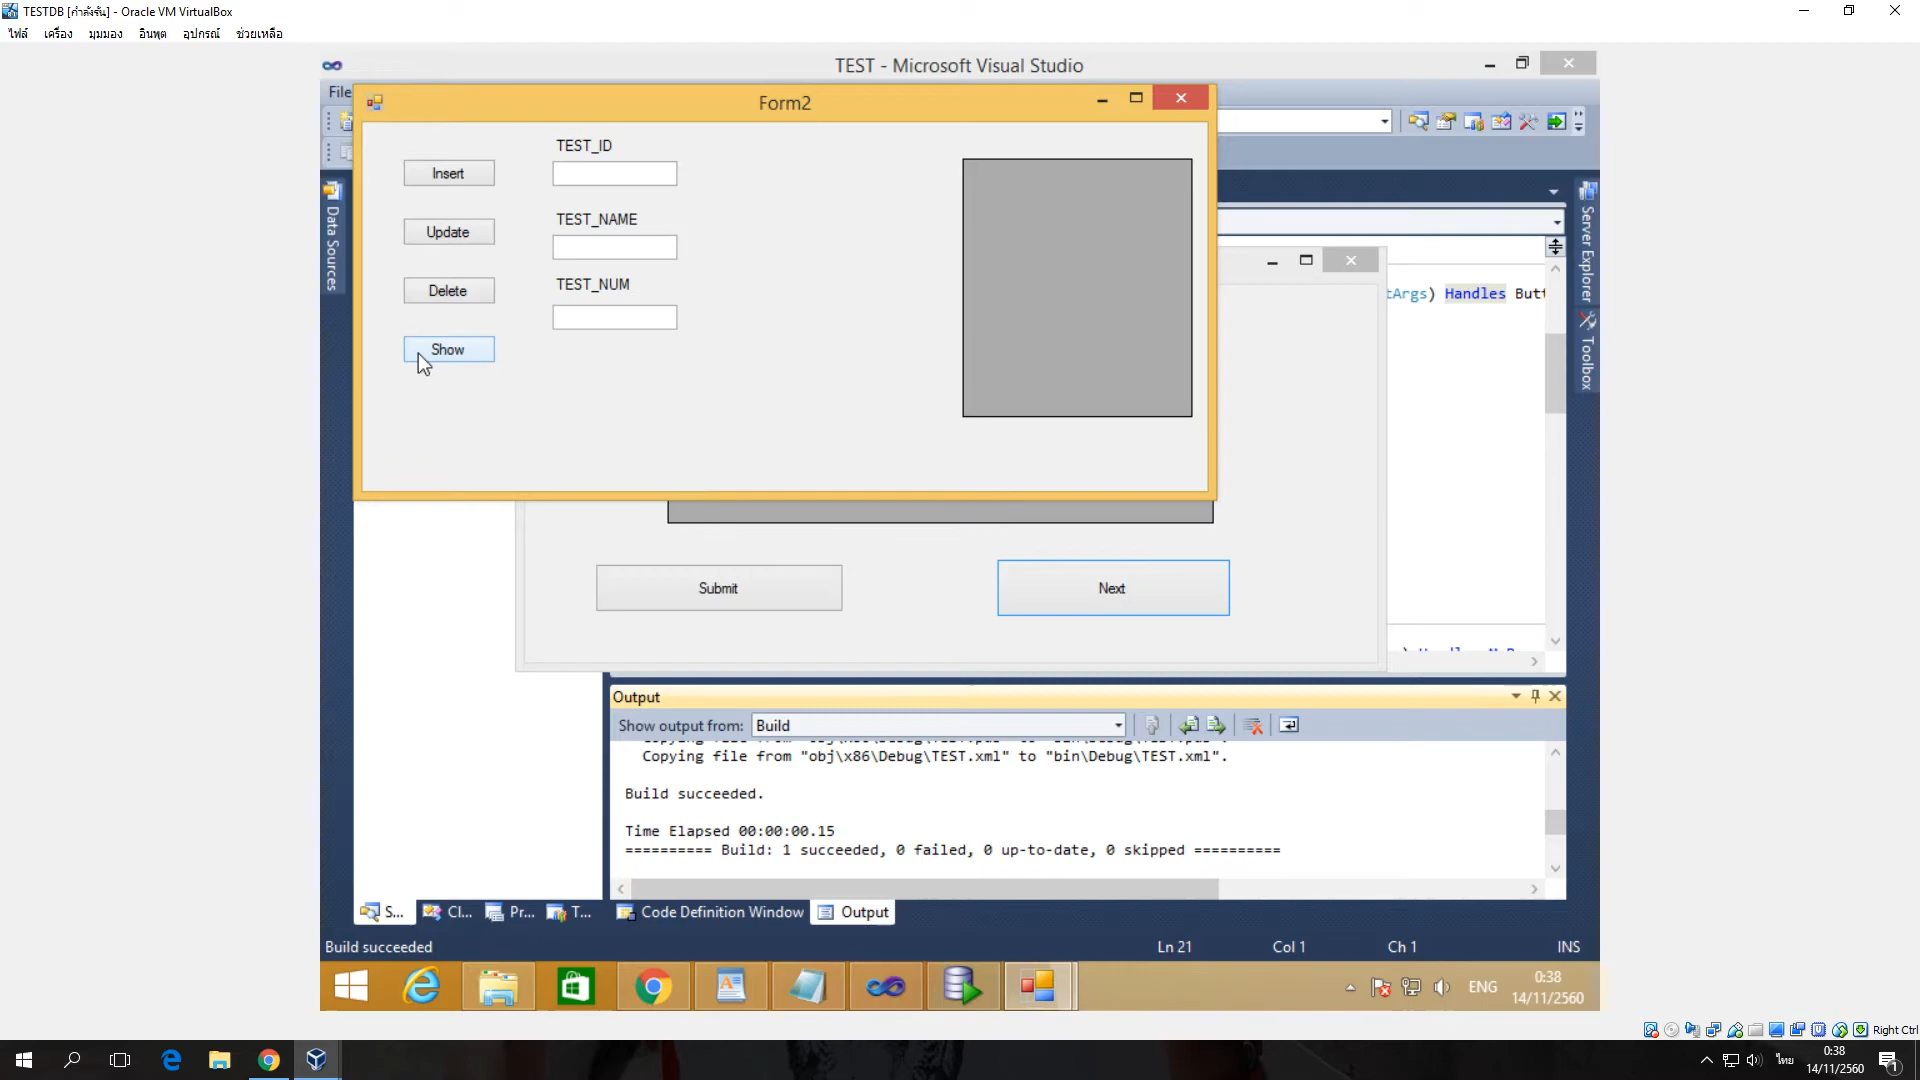 TESTDB [กำลังรัน] - Oracle VM VirtualBox
ไฟล์ เครื่อง มุมมอง อินพุต อุปกรณ์ ช่วยเหลือ
TEST - Microsoft Visual Studio
File
Form2
TEST_ID
Insert
TEST_NAME
Update
TEST_NUM
Delete
Show
Data Sources
Server Explorer
Toolbox
tArgs) Handles Butt
Submit
Next
Output
Show output from: Build
Copying file from "obj\x86\Debug\TEST.xml" to "bin\Debug\TEST.xml".
Build succeeded.
Time Elapsed 00:00:00.15
========== Build: 1 succeeded, 0 failed, 0 up-to-date, 0 skipped ==========
S... Cl... Pr... T... Code Definition Window Output
Build succeeded Ln 21 Col 1 Ch 1 INS
ENG 0:38
14/11/2560
Right Ctrl
ไทย 0:38
14/11/2560
1